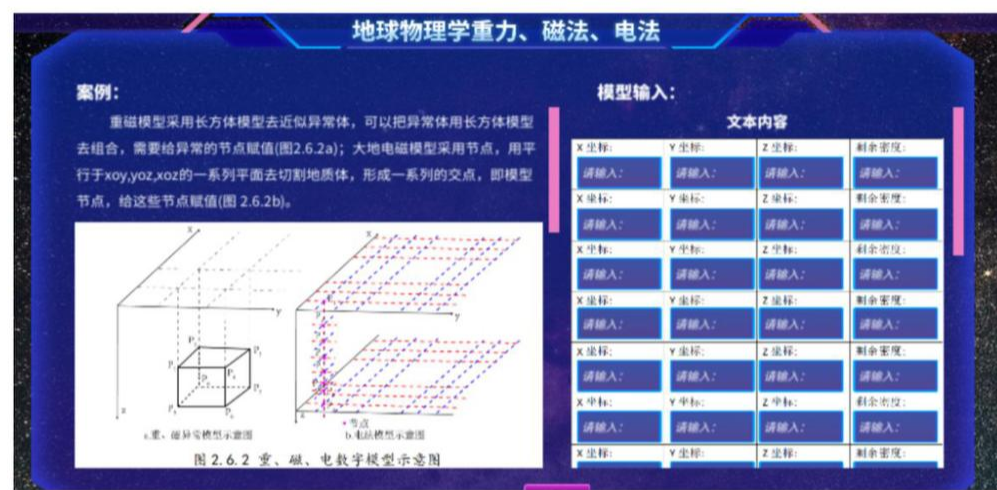 地球物理学重力、磁法、电法
案例：
重磁模型采用长方体模型去近似异常体，可以把异常体用长方体模型
去组合，需要给异常的节点赋值(图2.6.2a)；大地电磁模型采用节点，用平
行于xoy,yoz,xoz的一系列平面去切割地质体，形成一系列的交点，即模型
节点，给这些节点赋值(图 2.6.2b)。
X
Y
Z
X
Y
节点
a.重、磁异常模型示意图
b.电法模型示意图
图 2.6.2 重、磁、电数字模型示意图
模型输入：
文本内容
X 坐标: Y 坐标: Z 坐标: 剩余密度:
请输入： 请输入： 请输入： 请输入：
X 坐标: Y 坐标: Z 坐标: 剩余密度:
请输入： 请输入： 请输入： 请输入：
X 坐标: Y 坐标: Z 坐标: 剩余密度:
请输入： 请输入： 请输入： 请输入：
X 坐标: Y 坐标: Z 坐标: 剩余密度:
请输入： 请输入： 请输入： 请输入：
X 坐标: Y 坐标: Z 坐标: 剩余密度:
请输入： 请输入： 请输入： 请输入：
X 坐标: Y 坐标: Z 坐标: 剩余密度:
请输入： 请输入： 请输入： 请输入：
X 坐标: Y 坐标: Z 坐标: 剩余密度: